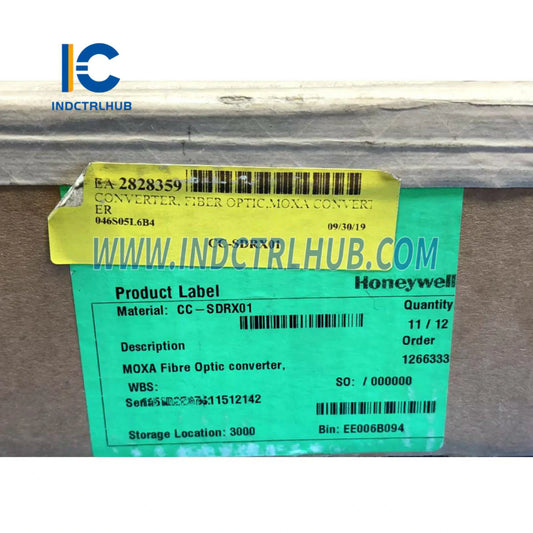 IC
INDCTRLHUB
EA 2828359
CONVERTER, FIBER OPTIC,MOXA CONVERT
ER
046S05L6B4 09/30/19
CC-SDRX01
WWW.INDCTRLHUB.COM
Product Label Honeywell
Material: CC-SDRX01 Quantity
11 / 12
Description Order
MOXA Fibre Optic converter, 1266333
WBS: SO: / 000000
11512142
Storage Location: 3000 Bin: EE006B094